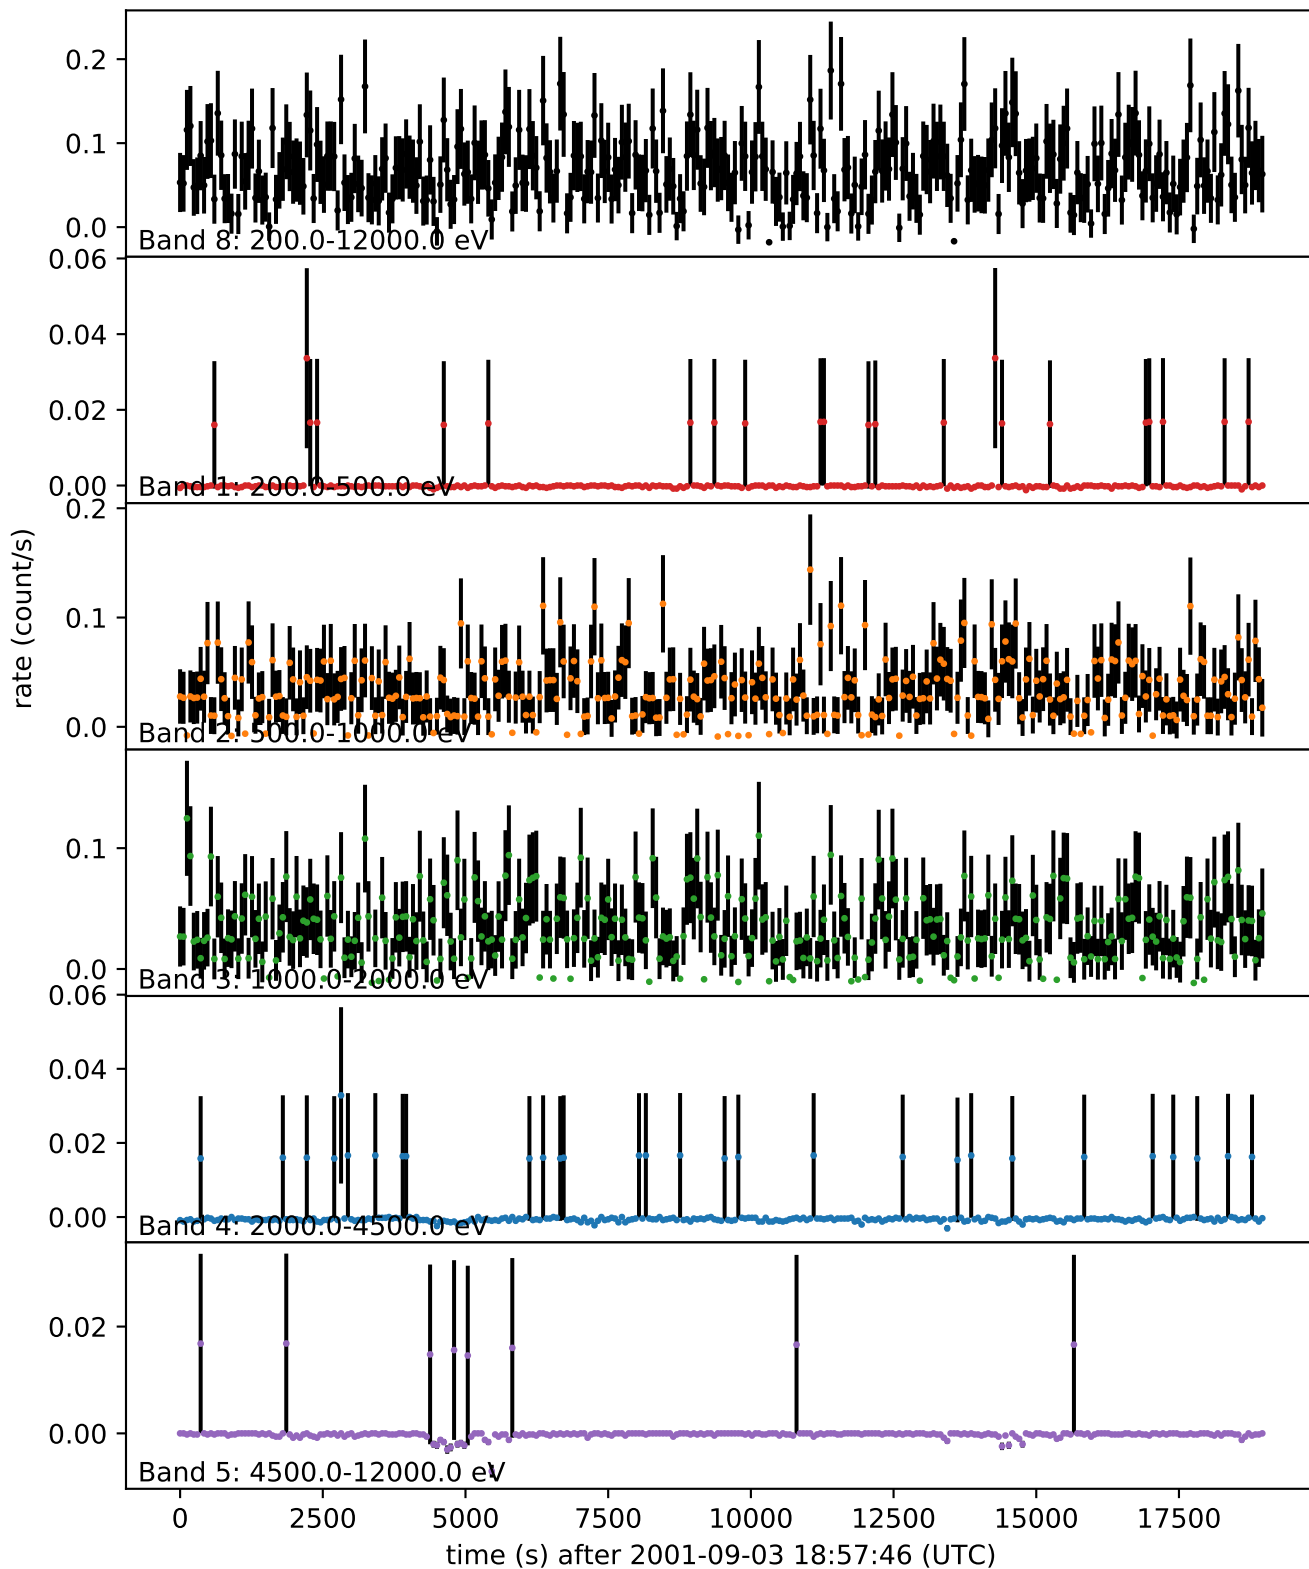 0.2
0.1
0.0
Band 8: 200.0-12000.0 eV
0.06
0.04
0.02
0.00
Band 1: 200.0-500.0 eV
0.2
0.1
0.0
Band 2: 500.0-1000.0 eV
rate (count/s)
0.1
0.0
Band 3: 1000.0-2000.0 eV
0.06
0.04
0.02
0.00
Band 4: 2000.0-4500.0 eV
0.02
0.00
Band 5: 4500.0-12000.0 eV
0 2500 5000 7500 10000 12500 15000 17500
time (s) after 2001-09-03 18:57:46 (UTC)